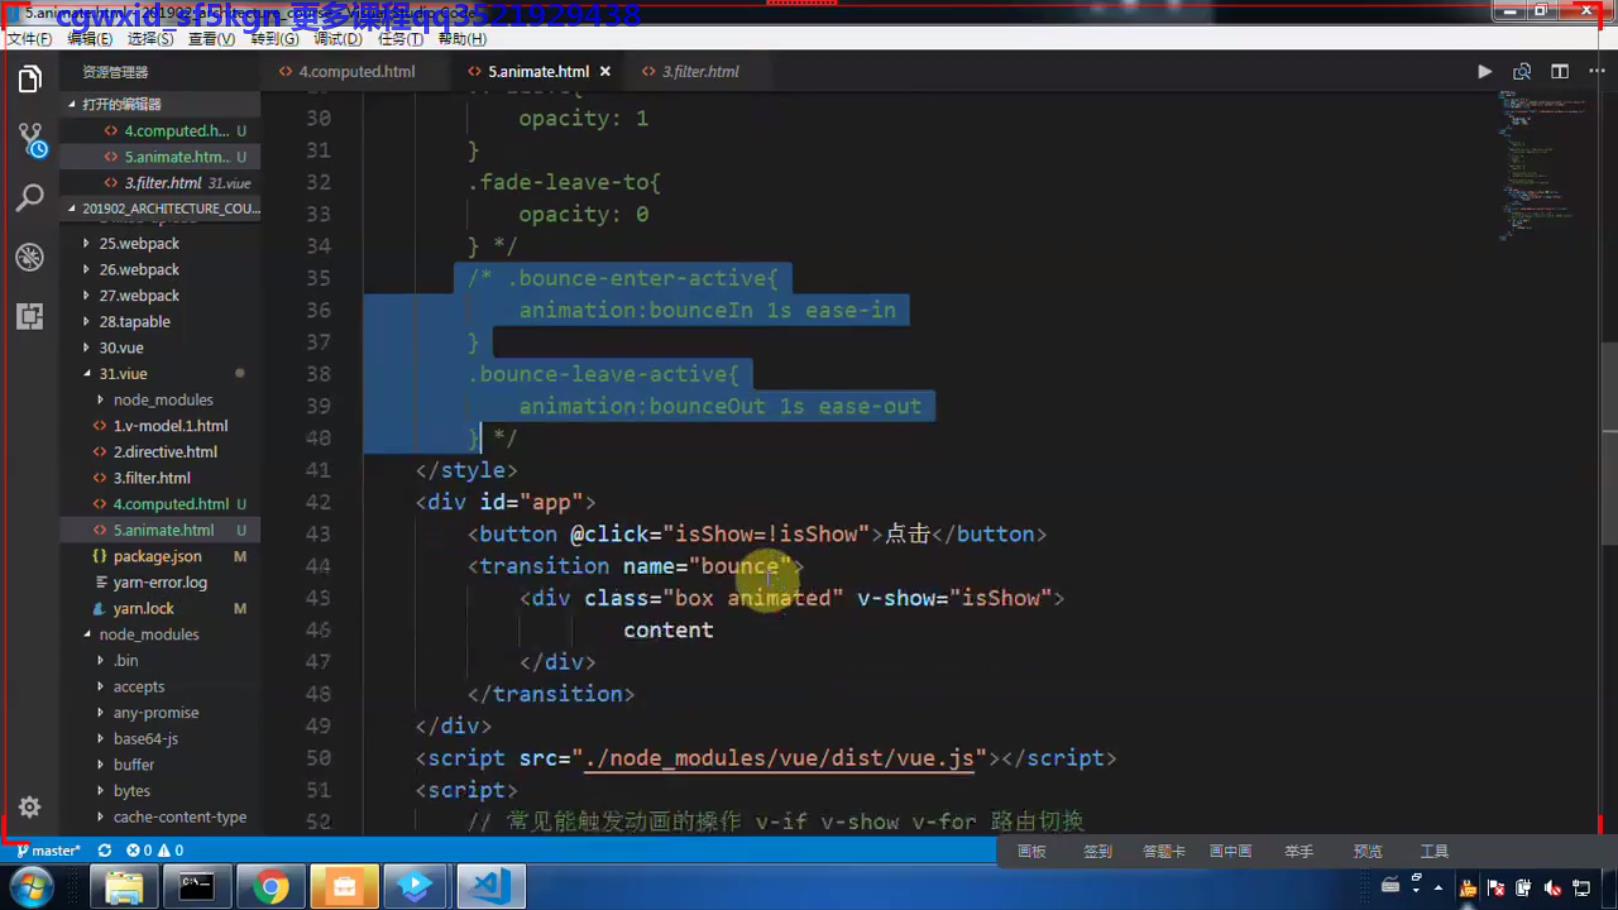 5.animate.html - 201902_architecture_course - Visual Studio Code
cgwxid_sf5kgn 更多课程qq3521929438
文件(F) 编辑(E) 选择(S) 查看(V) 转到(G) 调试(D) 任务(T) 帮助(H)
资源管理器
4.computed.html
5.animate.html
3.filter.html
打开的编辑器
4.computed.h... U
5.animate.htm... U
3.filter.html 31.viue
201902_ARCHITECTURE_COU...
25.webpack
26.webpack
27.webpack
28.tapable
30.vue
31.viue
node_modules
1.v-model.1.html
2.directive.html
3.filter.html
4.computed.html U
5.animate.html U
package.json M
yarn-error.log
yarn.lock M
node_modules
.bin
accepts
any-promise
base64-js
buffer
bytes
cache-content-type
30 opacity: 1
31 }
32 .fade-leave-to{
33 opacity: 0
34 } */
35 /* .bounce-enter-active{
36 animation:bounceIn 1s ease-in
37 }
38 .bounce-leave-active{
39 animation:bounceOut 1s ease-out
40 } */
41 </style>
42 <div id="app">
43 <button @click="isShow=!isShow">点击</button>
44 <transition name="bounce">
45 <div class="box animated" v-show="isShow">
46 content
47 </div>
48 </transition>
49 </div>
50 <script src="./node_modules/vue/dist/vue.js"></script>
51 <script>
52 // 常见能触发动画的操作 v-if v-show v-for 路由切换
master* 0 0
画板 签到 答题卡 画中画 举手 预览 工具